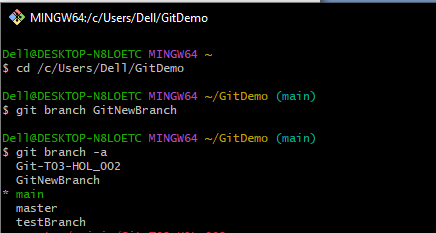 MINGW64:/c/Users/Dell/GitDemo
Dell@DESKTOP-N8LOETC MINGW64 ~
$ cd /c/Users/Dell/GitDemo
Dell@DESKTOP-N8LOETC MINGW64 ~/GitDemo (main)
$ git branch GitNewBranch
Dell@DESKTOP-N8LOETC MINGW64 ~/GitDemo (main)
$ git branch -a
Git-T03-HOL_002
GitNewBranch
* main
master
testBranch